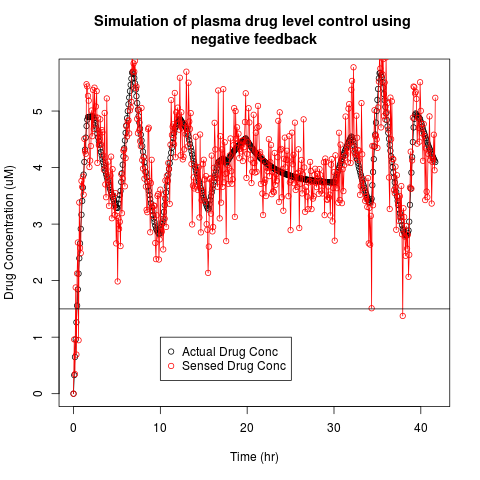 Simulation of plasma drug level control using
negative feedback
Drug Concentration (uM)
5
4
3
2
1
0
Actual Drug Conc
Sensed Drug Conc
0 10 20 30 40
Time (hr)